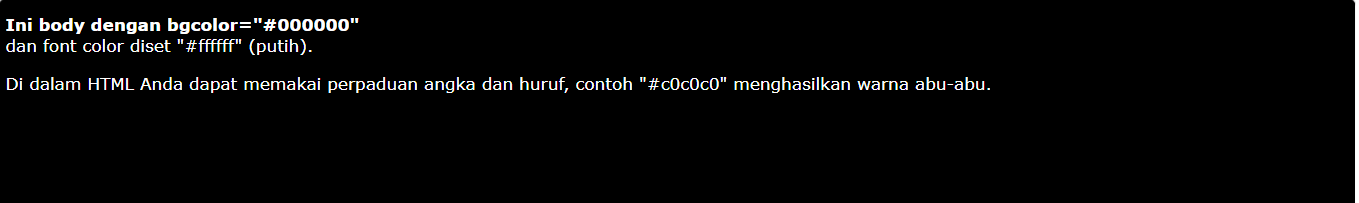 Ini body dengan bgcolor="#000000"
dan font color diset "#ffffff" (putih).
Di dalam HTML Anda dapat memakai perpaduan angka dan huruf, contoh "#c0c0c0" menghasilkan warna abu-abu.